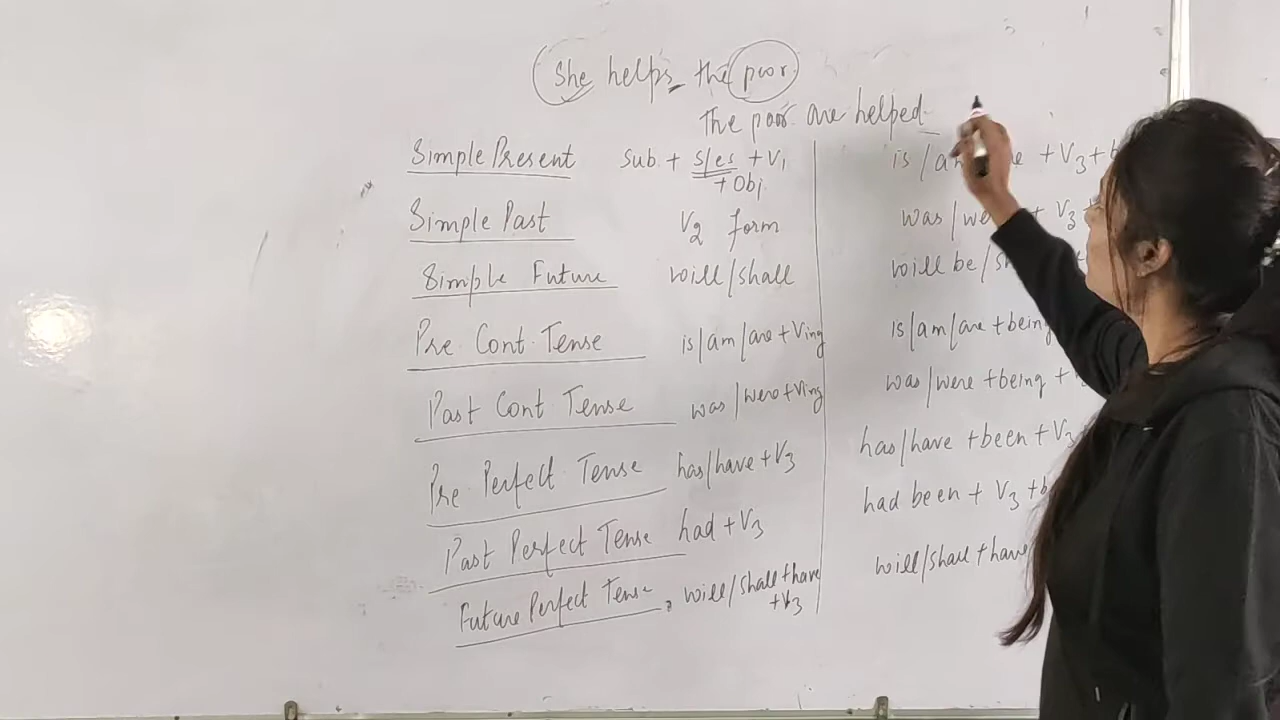 She helps the poor.
The poor are helped
Simple Present Sub + s/es + V1 is /am/are + V3 + b
+ Obj.
Simple Past V2 form was/were + V3 +
Simple Future will/shall will be/sh
Pre. Cont. Tense is/am/are + Ving is/am/are + being
Past Cont. Tense was/were + Ving was/were + being +
Pre. Perfect Tense has/have + V3 has/have + been + V3
Past Perfect Tense had + V3 had been + V3 + b
Future Perfect Tense, will/shall + have will/shall + have
+ V3